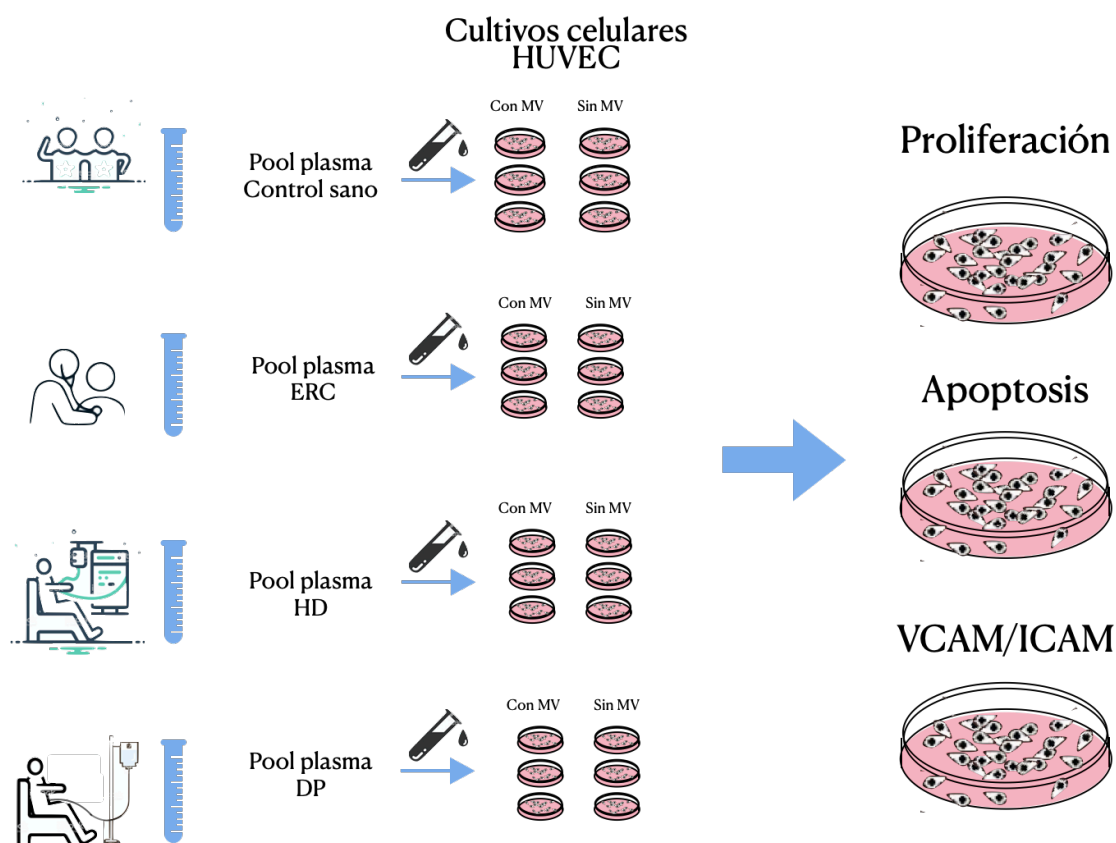 Cultivos celulares
HUVEC
Con MV
Sin MV
Pool plasma
Control sano
Con MV
Sin MV
Pool plasma
ERC
Con MV
Sin MV
Pool plasma
HD
Con MV
Sin MV
Pool plasma
DP
Proliferación
Apoptosis
VCAM/ICAM